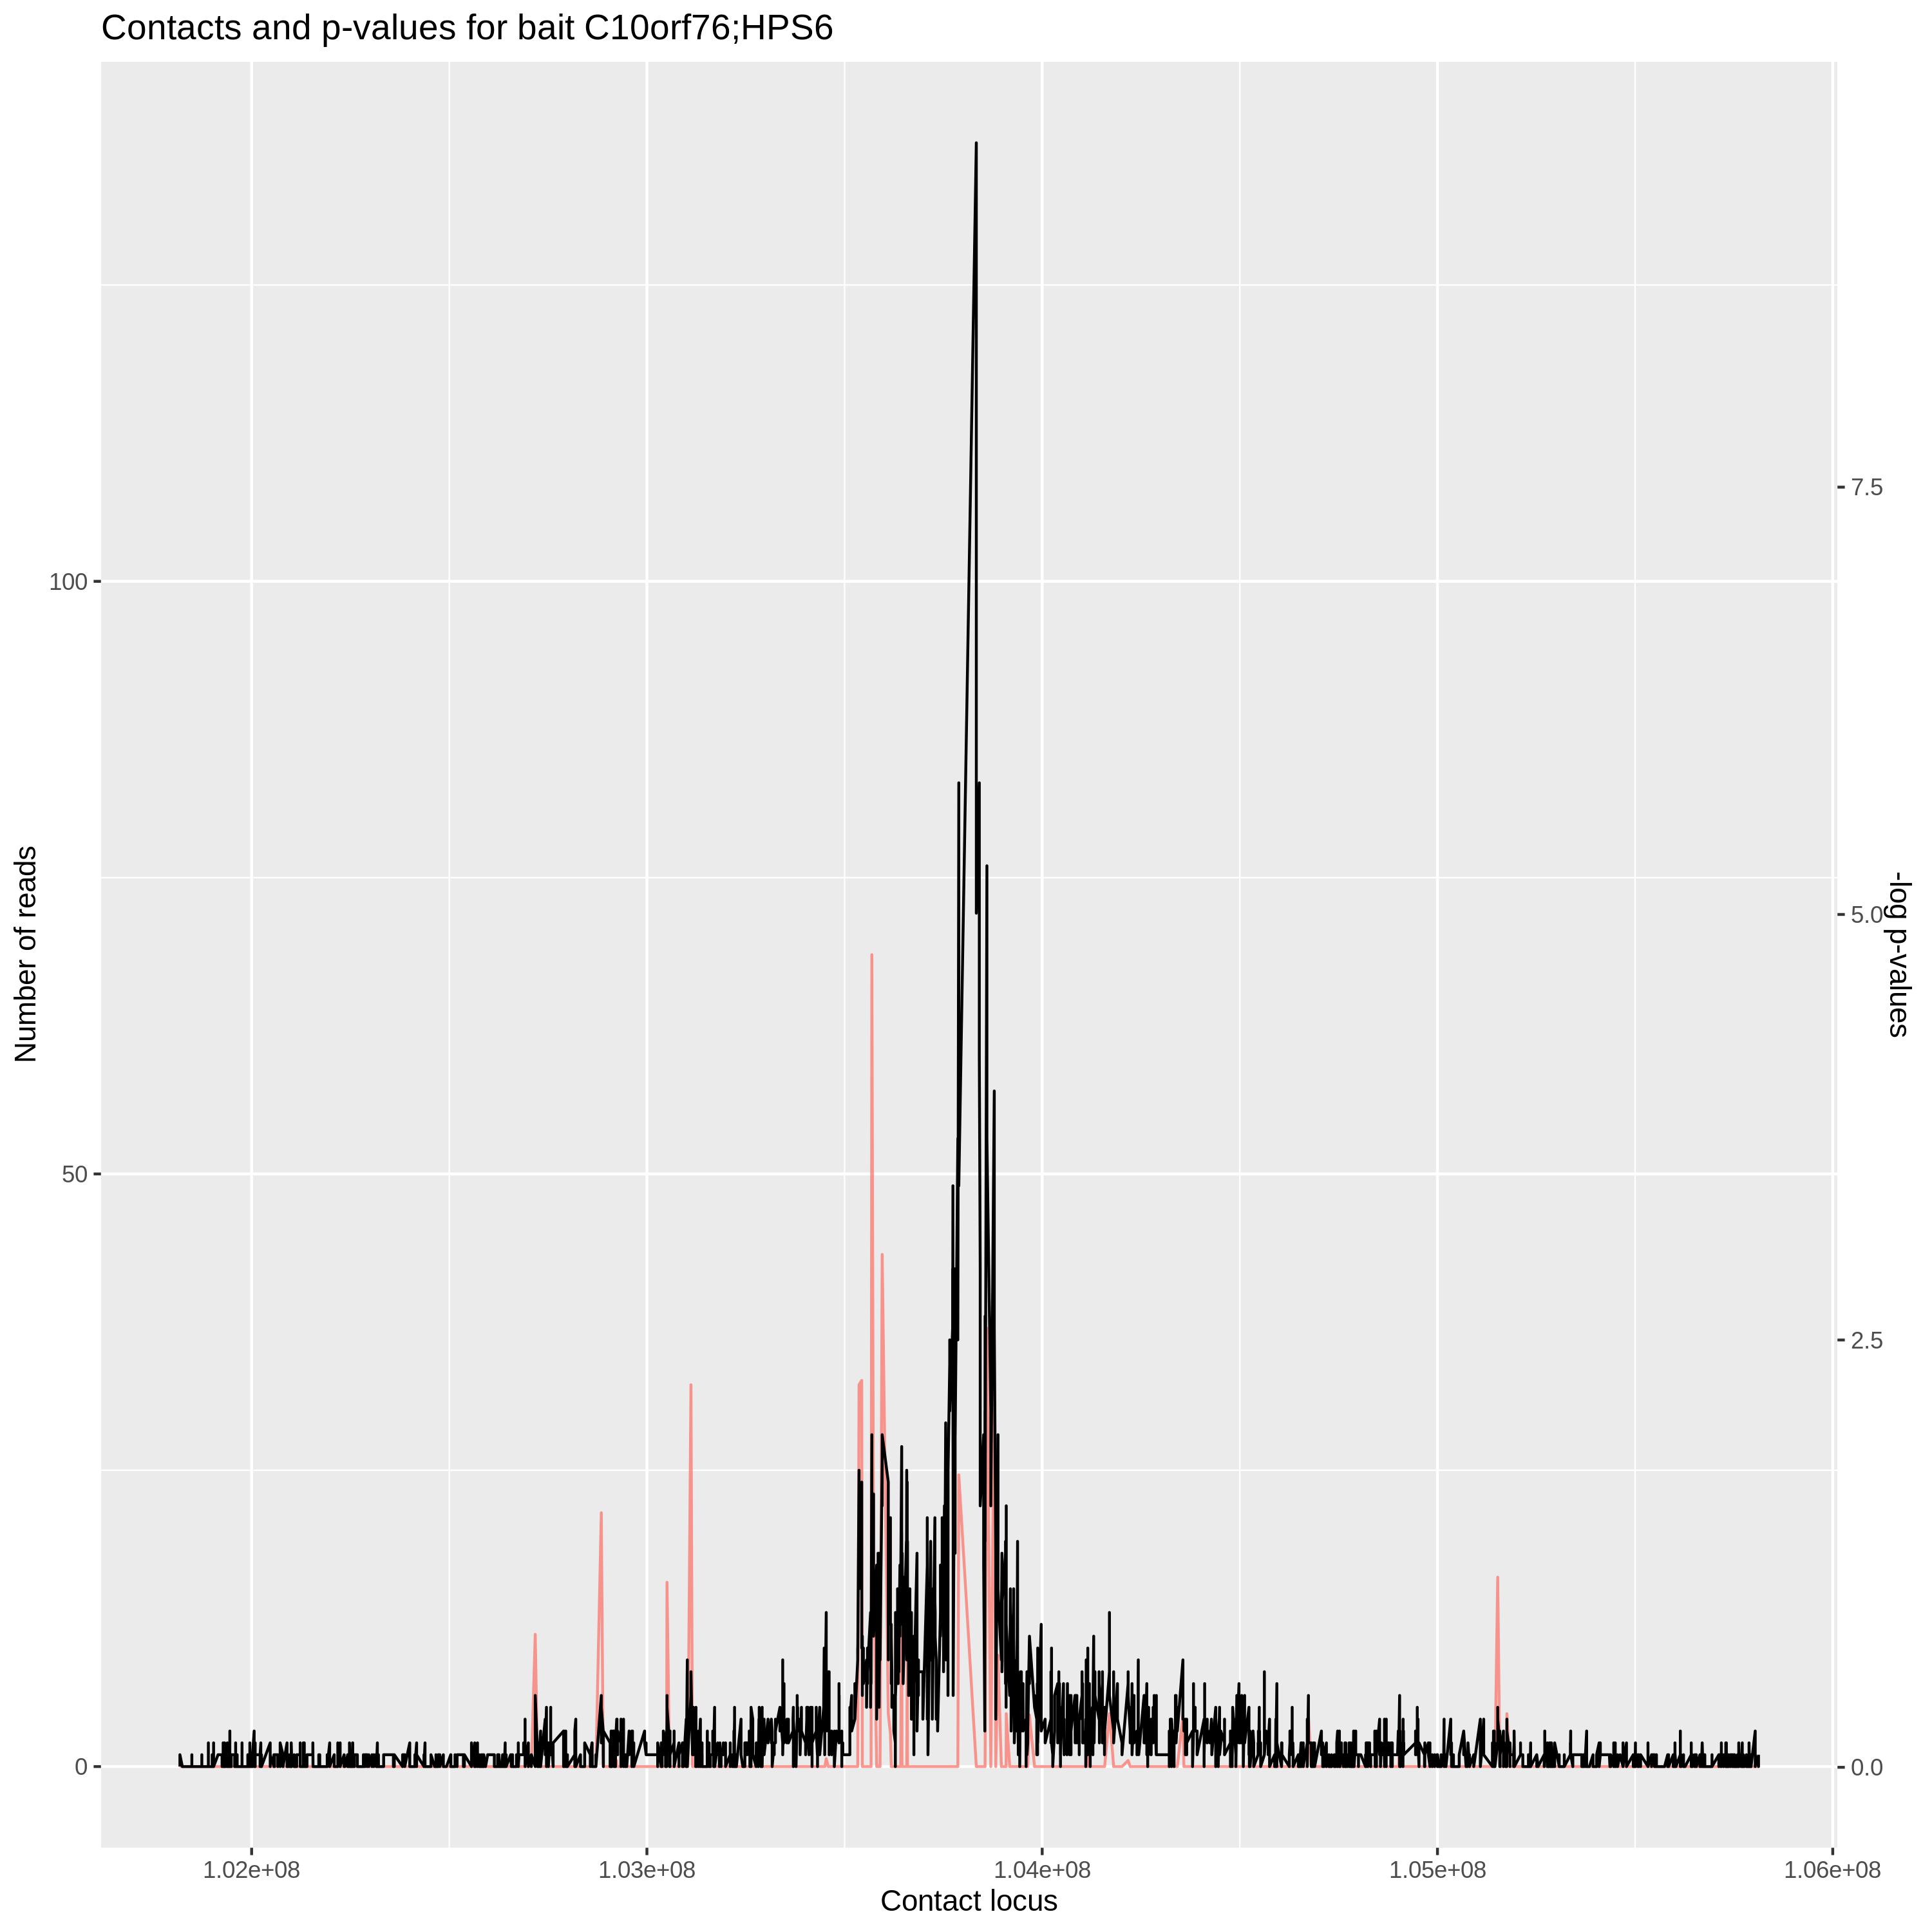 Contacts and p-values for bait C10orf76;HPS6
Number of reads
100
50
0
7.5
5.0
2.5
0.0
-log p-values
1.02e+08
1.03e+08
1.04e+08
1.05e+08
1.06e+08
Contact locus